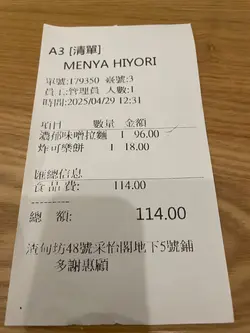 A3 [清單]
MENYA HIYORI
單號:179350 檯號:3
員工:管理員 人數:1
時間:2025/04/29 12:31
項目 數量 金額
濃郁味噌拉麵 1 96.00
炸可樂餅 1 18.00
匯總信息
食品費: 114.00
總 額: 114.00
渣甸坊48號采怡閣地下5號鋪
多謝惠顧